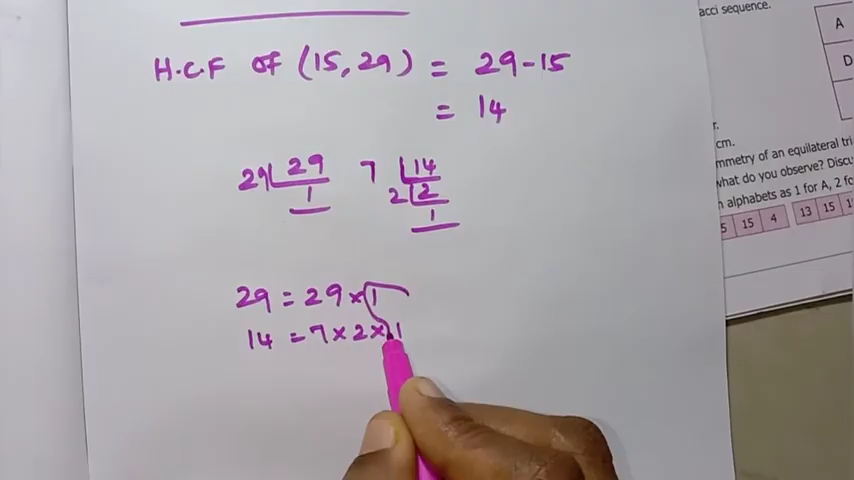 H.C.F of (15, 29) = 29-15
= 14
29 29 7 14
1 2 2
1
29 = 29 × 1
14 = 7 × 2 × 1
acci sequence.
A
D
r.
cm.
mmetry of an equilateral tri
what do you observe? Discu
n alphabets as 1 for A, 2 fo
5 15 4 13 15 1